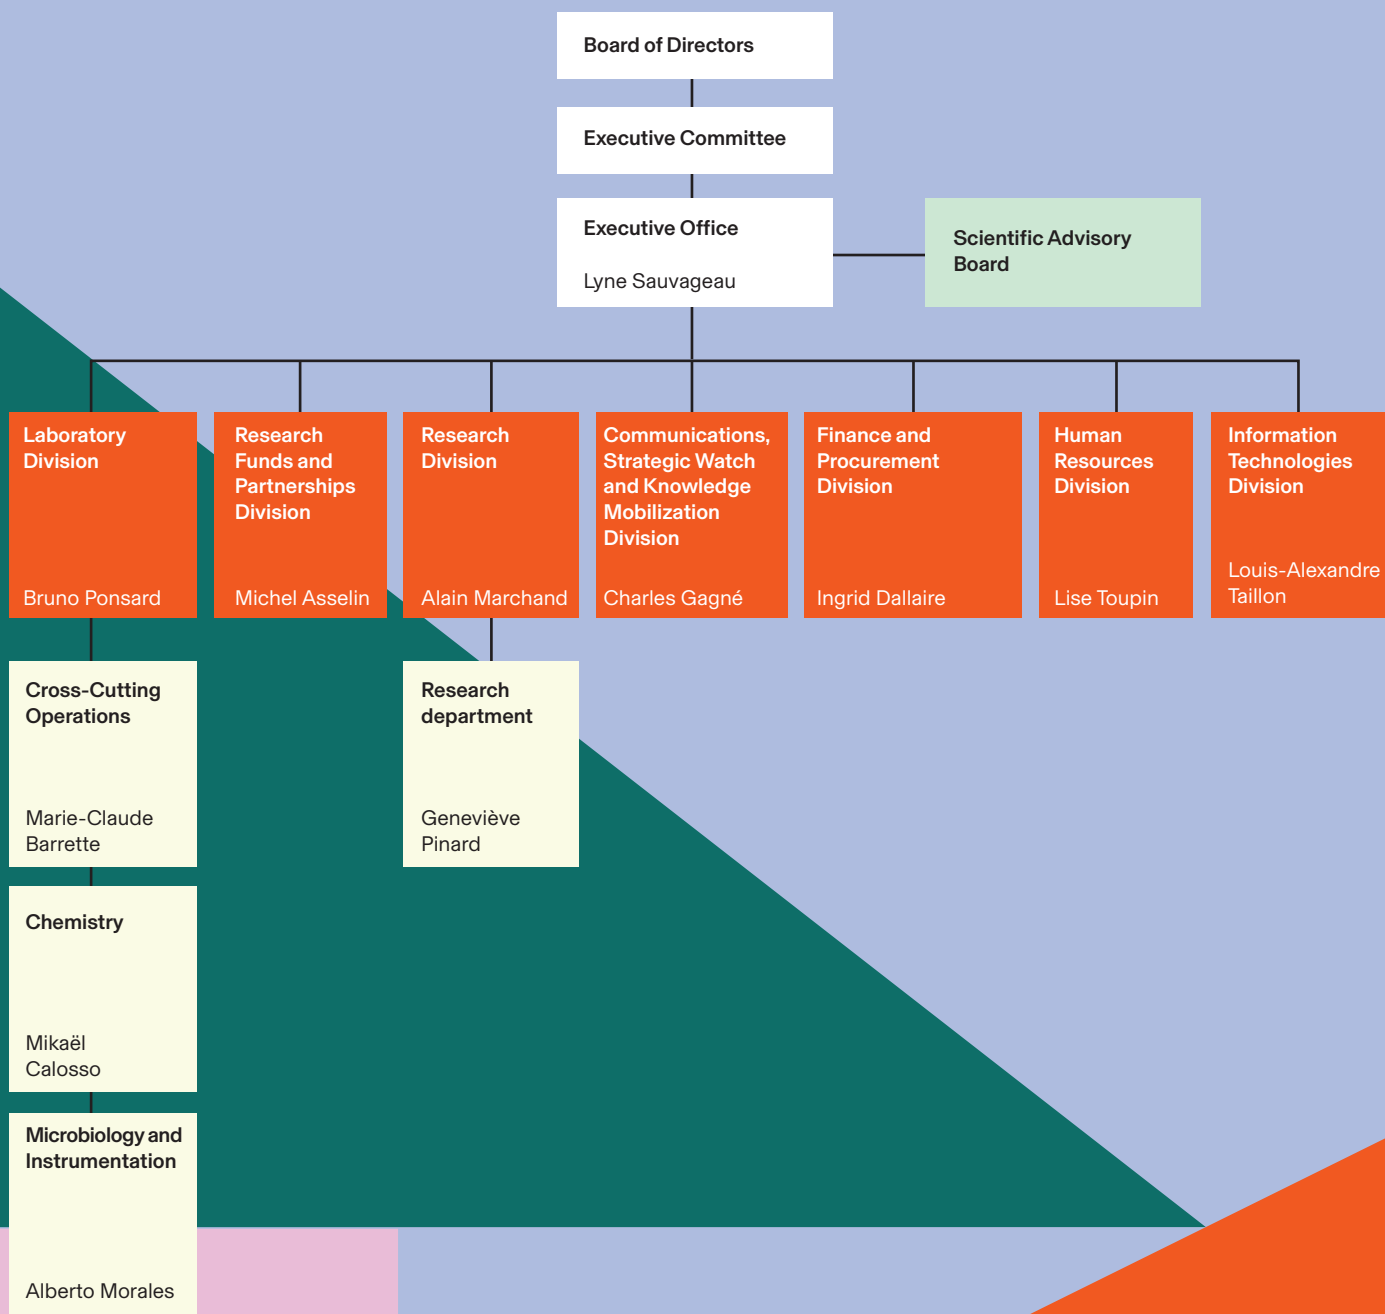 Board of Directors
Executive Committee
Executive Office
Lyne Sauvageau
Scientific Advisory
Board
Laboratory
Division
Bruno Ponsard
Research
Funds and
Partnerships
Division
Michel Asselin
Research
Division
Alain Marchand
Communications,
Strategic Watch
and Knowledge
Mobilization
Division
Charles Gagné
Finance and
Procurement
Division
Ingrid Dallaire
Human
Resources
Division
Lise Toupin
Information
Technologies
Division
Louis-Alexandre
Taillon
Cross-Cutting
Operations
Marie-Claude
Barrette
Research
department
Geneviève
Pinard
Chemistry
Mikaël
Calosso
Microbiology and
Instrumentation
Alberto Morales